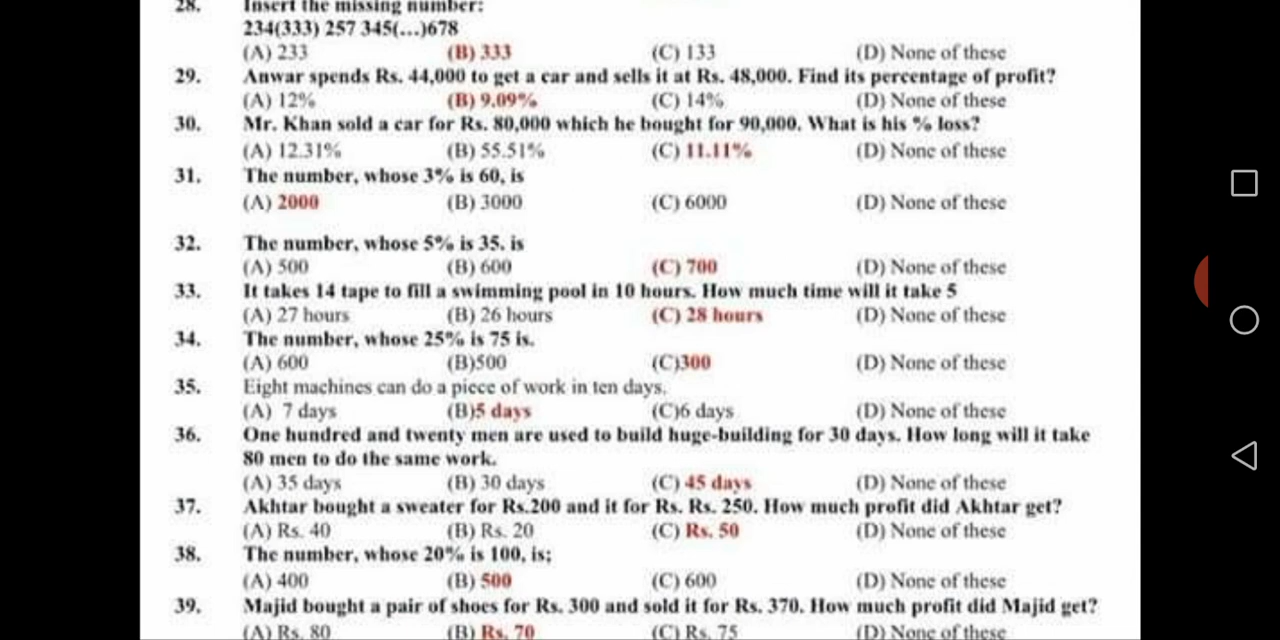 28. Insert the missing number:
234(333) 257 345(...)678
(A) 233 (B) 333 (C) 133 (D) None of these
29. Anwar spends Rs. 44,000 to get a car and sells it at Rs. 48,000. Find its percentage of profit?
(A) 12% (B) 9.09% (C) 14% (D) None of these
30. Mr. Khan sold a car for Rs. 80,000 which he bought for 90,000. What is his % loss?
(A) 12.31% (B) 55.51% (C) 11.11% (D) None of these
31. The number, whose 3% is 60, is
(A) 2000 (B) 3000 (C) 6000 (D) None of these
32. The number, whose 5% is 35. is
(A) 500 (B) 600 (C) 700 (D) None of these
33. It takes 14 tape to fill a swimming pool in 10 hours. How much time will it take 5
(A) 27 hours (B) 26 hours (C) 28 hours (D) None of these
34. The number, whose 25% is 75 is.
(A) 600 (B)500 (C)300 (D) None of these
35. Eight machines can do a piece of work in ten days.
(A) 7 days (B)5 days (C)6 days (D) None of these
36. One hundred and twenty men are used to build huge-building for 30 days. How long will it take
80 men to do the same work.
(A) 35 days (B) 30 days (C) 45 days (D) None of these
37. Akhtar bought a sweater for Rs.200 and it for Rs. Rs. 250. How much profit did Akhtar get?
(A) Rs. 40 (B) Rs. 20 (C) Rs. 50 (D) None of these
38. The number, whose 20% is 100, is;
(A) 400 (B) 500 (C) 600 (D) None of these
39. Majid bought a pair of shoes for Rs. 300 and sold it for Rs. 370. How much profit did Majid get?
(A) Rs. 80 (B) Rs. 70 (C) Rs. 75 (D) None of these